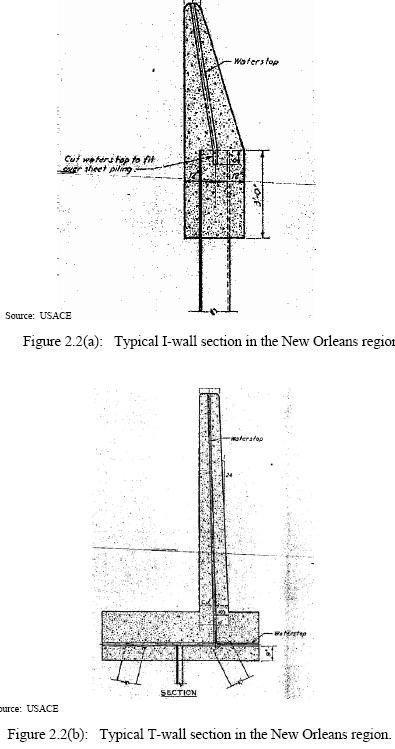 Waterstop
Cut waterstop to fit
over sheet piling
3'-0"
Source: USACE
Figure 2.2(a): Typical I-wall section in the New Orleans region
Waterstop
Waterstop
SECTION
ource: USACE
Figure 2.2(b): Typical T-wall section in the New Orleans region.